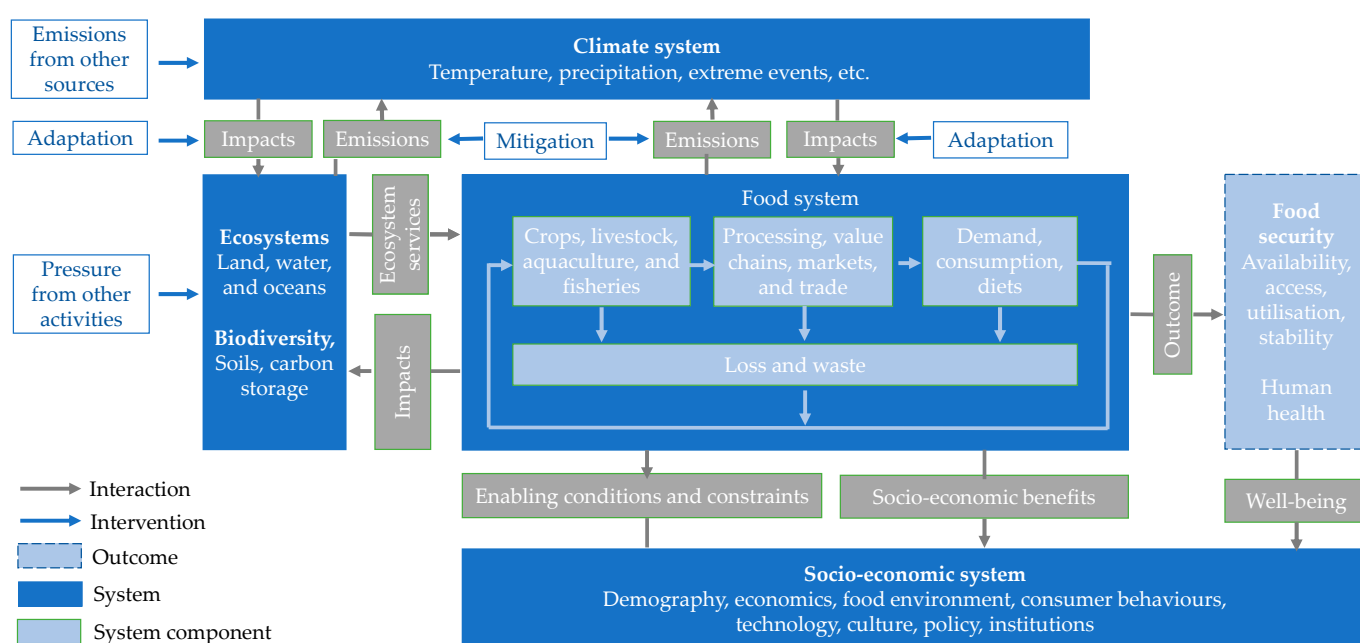 Emissions
from other
sources
Climate system
Temperature, precipitation, extreme events, etc.
Adaptation
Impacts
Emissions
Mitigation
Emissions
Impacts
Adaptation
Pressure
from other
activities
Ecosystems
Land, water,
and oceans
Biodiversity,
Soils, carbon
storage
Ecosystem
services
Impacts
Food system
Crops, livestock,
aquaculture, and
fisheries
Processing, value
chains, markets,
and trade
Demand,
consumption,
diets
Loss and waste
Outcome
Food
security
Availability,
access,
utilisation,
stability
Human
health
Enabling conditions and constraints
Socio-economic benefits
Well-being
Socio-economic system
Demography, economics, food environment, consumer behaviours,
technology, culture, policy, institutions
Interaction
Intervention
Outcome
System
System component